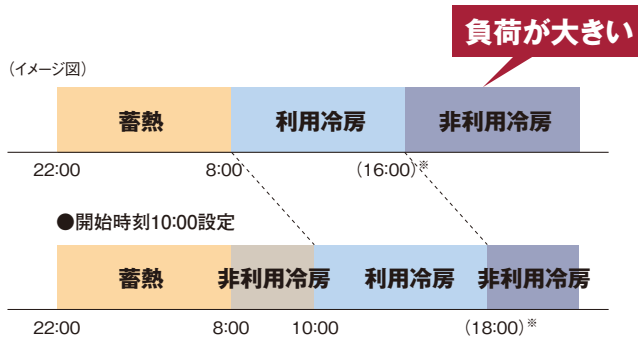 負荷が大きい
（イメージ図）
蓄熱 利用冷房 非利用冷房
22:00 8:00 （16:00）※
●開始時刻10:00設定
蓄熱 非利用冷房 利用冷房 非利用冷房
22:00 8:00 10:00 （18:00）※